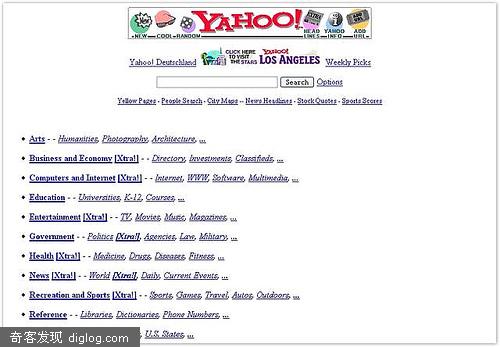 NEW COOL RANDOM YAHOO! HEAD LINES YAHOO INFO ADD URL
Yahoo! Deutschland CLICK HERE TO VISIT THE STARS YAHOO! LOS ANGELES Weekly Picks
Search Options
Yellow Pages - People Search - City Maps -- News Headlines - Stock Quotes - Sports Scores
• Arts - - Humanities, Photography, Architecture, ...
• Business and Economy [Xtra!] - - Directory, Investments, Classifieds, ...
• Computers and Internet [Xtra!] - - Internet, WWW, Software, Multimedia, ...
• Education - - Universities, K-12, Courses, ...
• Entertainment [Xtra!] - - TV, Movies, Music, Magazines, ...
• Government - - Politics [Xtra!], Agencies, Law, Military, ...
• Health [Xtra!] - - Medicine, Drugs, Diseases, Fitness, ...
• News [Xtra!] - - World [Xtra!], Daily, Current Events, ...
• Recreation and Sports [Xtra!] - - Sports, Games, Travel, Autos, Outdoors, ...
• Reference - - Libraries, Dictionaries, Phone Numbers, ...
U.S. States, ...
奇客发现 diglog.com